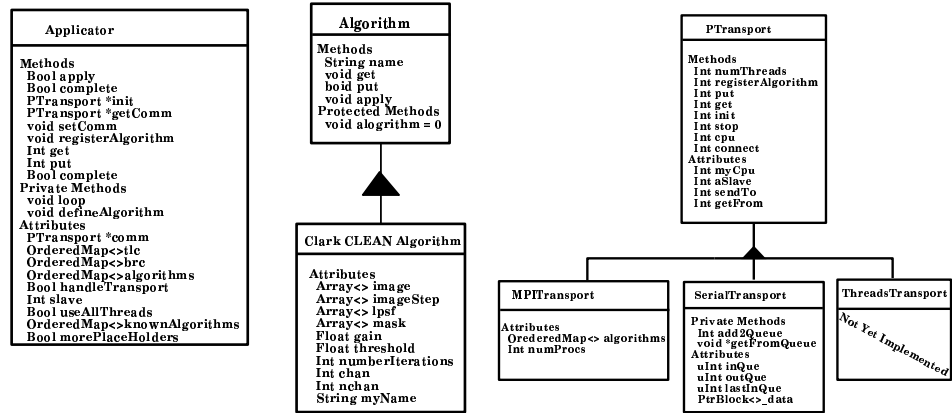 Applicator
Methods
Bool apply
Bool complete
PTransport *init
PTransport *getComm
void setComm
void registerAlgorithm
Int get
Int put
Bool complete
Private Methods
void loop
void defineAlgorithm
Attributes
PTransport *comm
OrderedMap<>tlc
OrderedMap<>brc
OrderedMap<>algorithms
Bool handleTransport
Int slave
Bool useAllThreads
OrderedMap<>knownAlgorithms
Bool morePlaceHolders
Algorithm
Methods
String name
void get
boid put
void apply
Protected Methods
void alogrithm = 0
Clark CLEAN Algorithm
Attributes
Array<> image
Array<> imageStep
Array<> lpsf
Array<> mask
Float gain
Float threshold
Int numberIterations
Int chan
Int nchan
String myName
PTransport
Methods
Int numThreads
Int registerAlgorithm
Int put
Int get
Int init
Int stop
Int cpu
Int connect
Attributes
Int myCpu
Int aSlave
Int sendTo
Int getFrom
MPITransport
Attributes
OrederedMap<> algorithms
Int numProcs
SerialTransport
Private Methods
Int add2Queue
void *getFromQueue
Attributes
uInt inQue
uInt outQue
uInt lastInQue
PtrBlock<>_data
ThreadsTransport
Not Yet Implemented